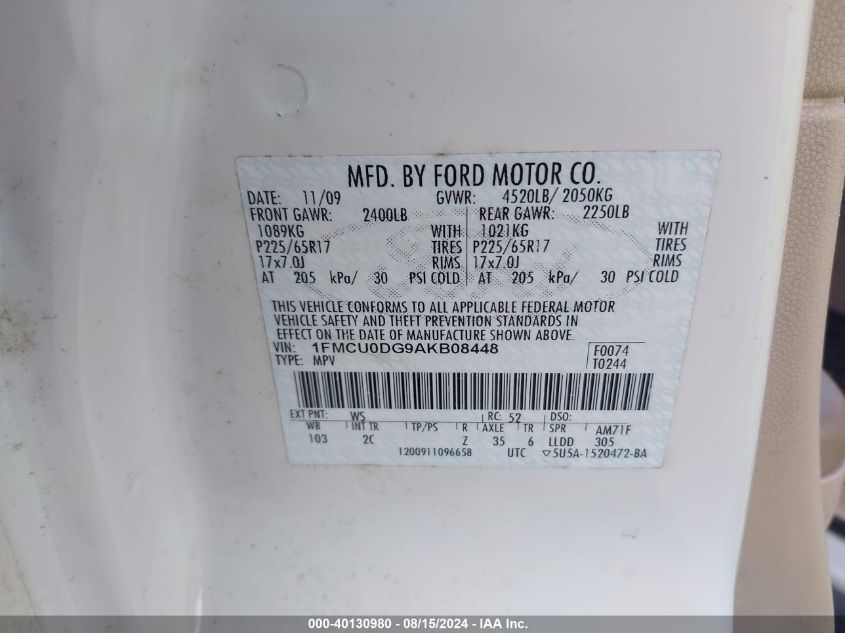 MFD. BY FORD MOTOR CO.
DATE: 11/09 GVWR: 4520LB/ 2050KG
FRONT GAWR: 2400LB REAR GAWR: 2250LB
1089KG WITH 1021KG WITH
P225/65R17 TIRES P225/65R17 TIRES
17x7.0J RIMS 17x7.0J RIMS
AT 205 kPa/ 30 PSI COLD AT 205 kPa/ 30 PSI COLD
THIS VEHICLE CONFORMS TO ALL APPLICABLE FEDERAL MOTOR
VEHICLE SAFETY AND THEFT PREVENTION STANDARDS IN
EFFECT ON THE DATE OF MANUFACTURE SHOWN ABOVE.
VIN: 1FMCU0DG9AKB08448 F0074
TYPE: MPV T0244
EXT PNT: WS RC: 52 DSO:
WB INT TR TP/PS R AXLE TR SPR AM71F
103 2C Z 35 6 LLDD 305
1200911096658 UTC ▽5U5A-1520472-BA
000-40130980 - 08/15/2024 - IAA Inc.